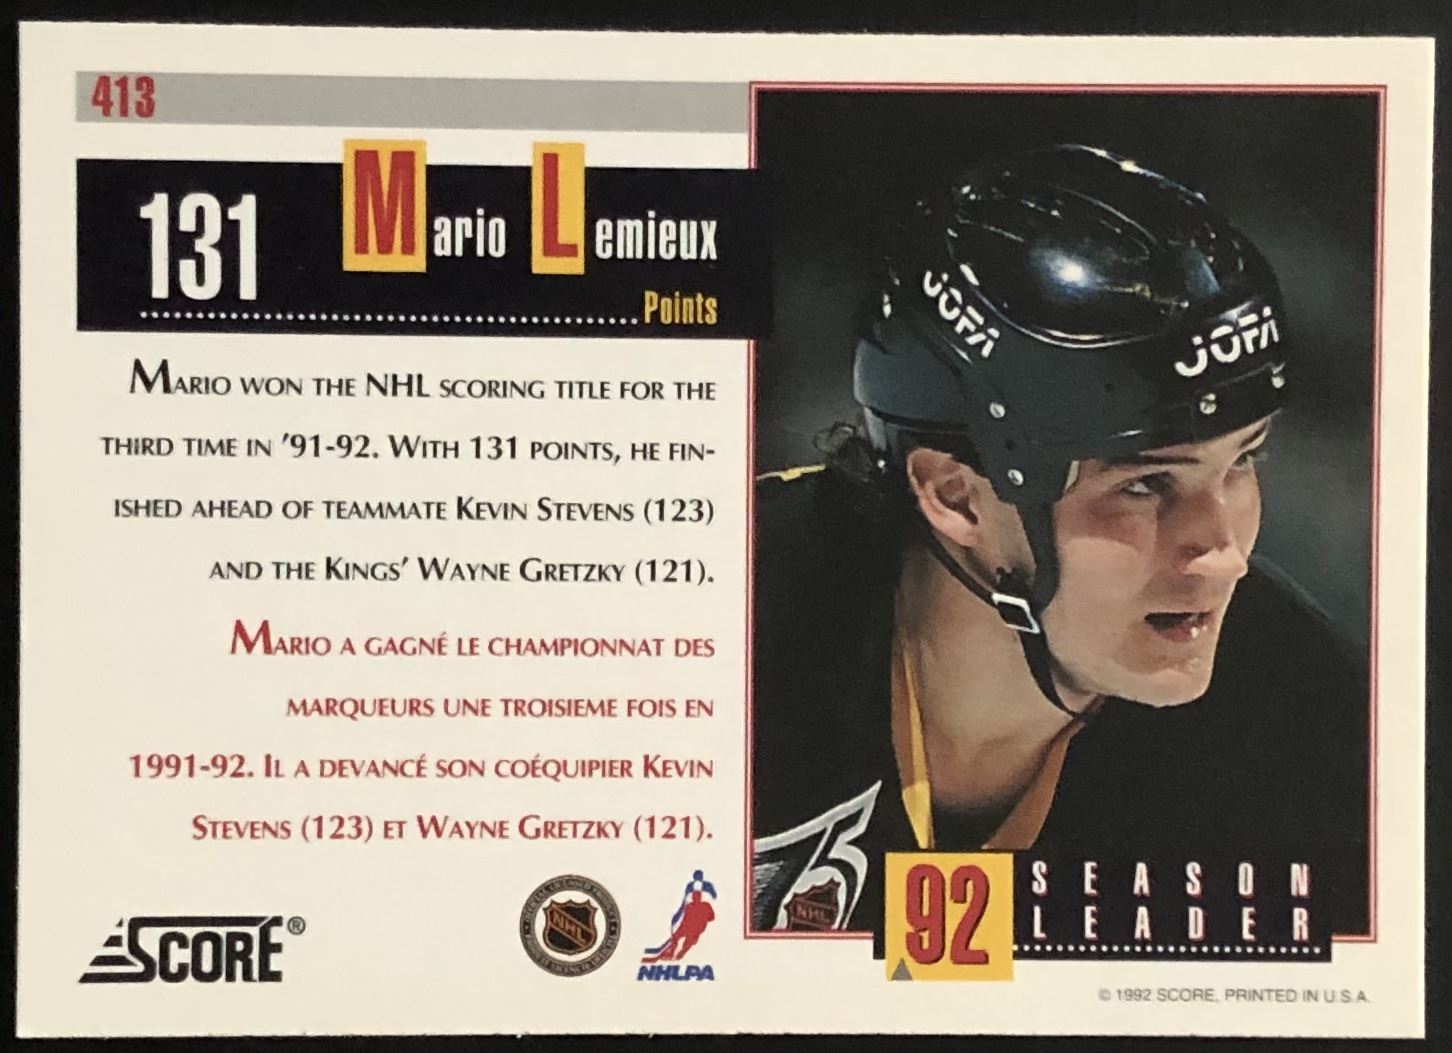 413
131
Mario Lemieux
Points
MARIO WON THE NHL SCORING TITLE FOR THE
THIRD TIME IN '91-92. WITH 131 POINTS, HE FIN-
ISHED AHEAD OF TEAMMATE KEVIN STEVENS (123)
AND THE KINGS' WAYNE GRETZKY (121).
MARIO A GAGNÉ LE CHAMPIONNAT DES
MARQUEURS UNE TROISIEME FOIS EN
1991-92. IL A DEVANCÉ SON COÉQUIPIER KEVIN
STEVENS (123) ET WAYNE GRETZKY (121).
SCORE®
NHL
NHLPA
JOFA
JOFA
NHL
92
SEASON
LEADER
© 1992 SCORE, PRINTED IN U.S.A.